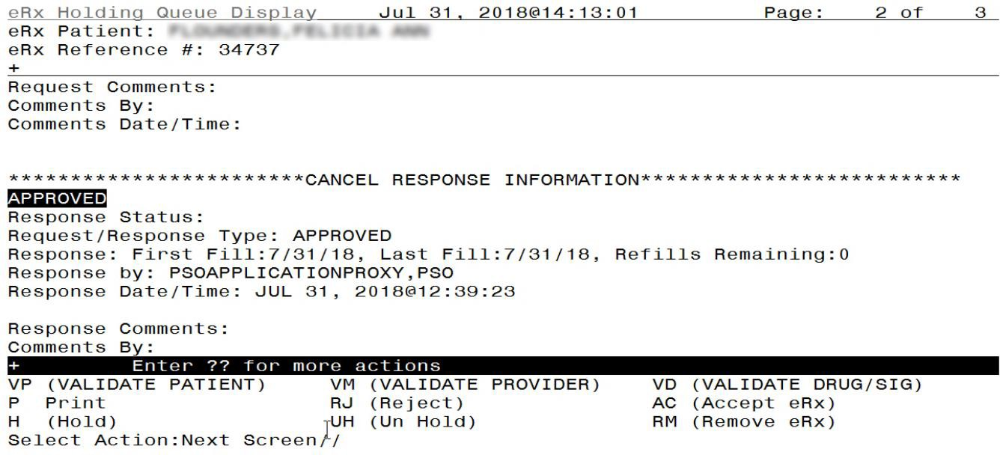 eRx Holding Queue Display Jul 31, 2018@14:13:01 Page: 2 of 3
eRx Patient:
eRx Reference #: 34737
+
Request Comments:
Comments By:
Comments Date/Time:
************************CANCEL RESPONSE INFORMATION**************************
APPROVED
Response Status:
Request/Response Type: APPROVED
Response: First Fill:7/31/18, Last Fill:7/31/18, Refills Remaining:0
Response by: PSOAPPLICATIONPROXY,PSO
Response Date/Time: JUL 31, 2018@12:39:23
Response Comments:
Comments By:
+ Enter ?? for more actions
VP (VALIDATE PATIENT) VM (VALIDATE PROVIDER) VD (VALIDATE DRUG/SIG)
P Print RJ (Reject) AC (Accept eRx)
H (Hold) UH (Un Hold) RM (Remove eRx)
Select Action:Next Screen//